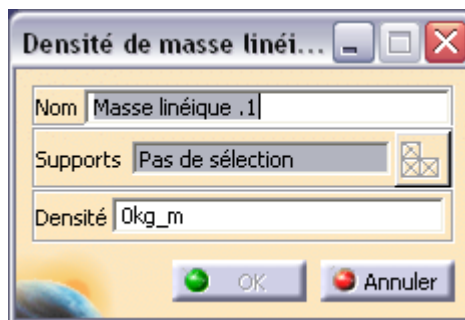 Densité de masse linéi...
Nom Masse linéique .1
Supports Pas de sélection
Densité 0kg_m
OK Annuler